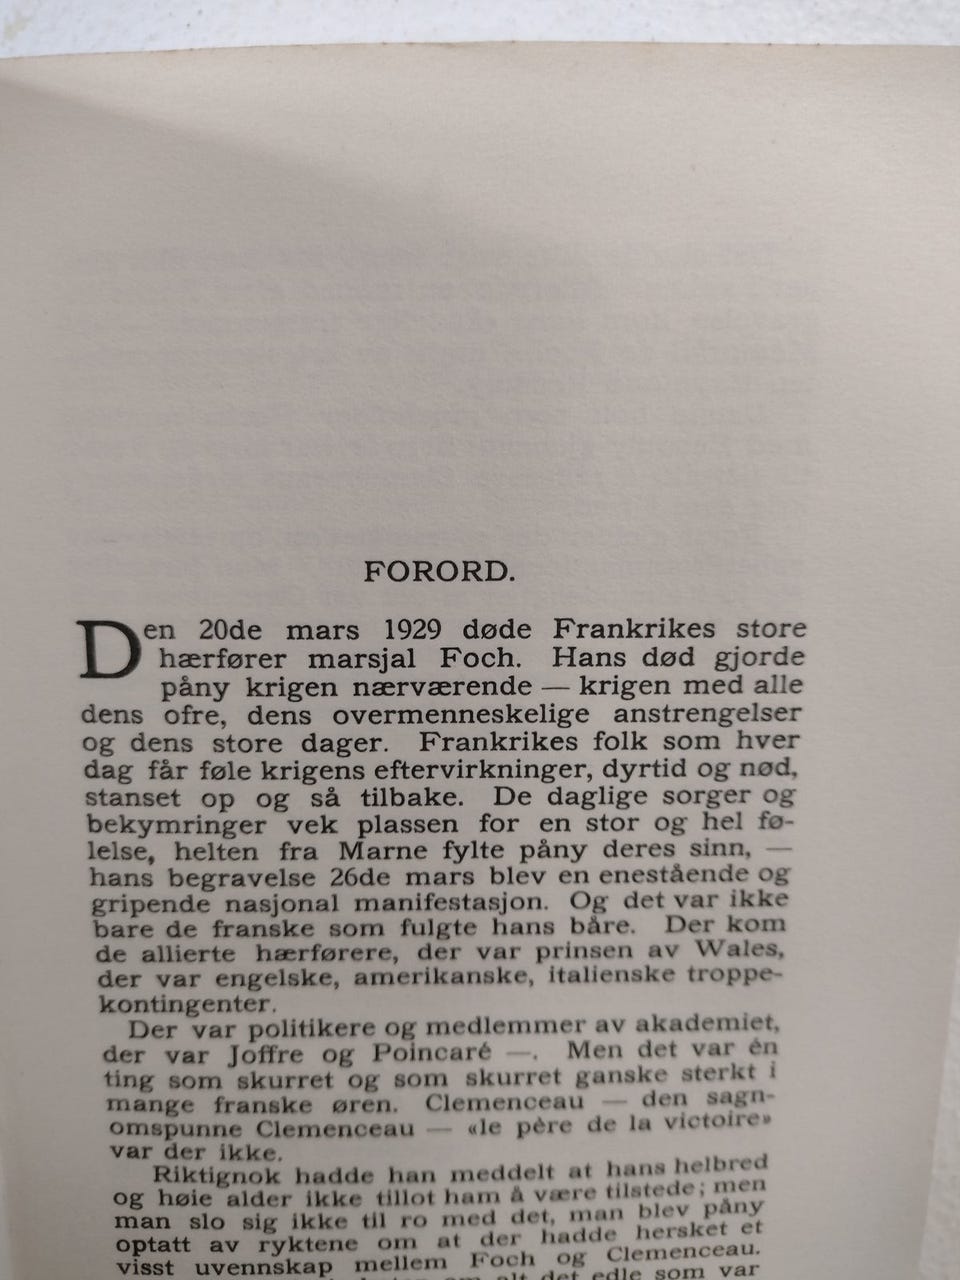 FORORD.
Den 20de mars 1929 døde Frankrikes store
hærfører marsjal Foch. Hans død gjorde
påny krigen nærværende — krigen med alle
dens ofre, dens overmenneskelige anstrengelser
og dens store dager. Frankrikes folk som hver
dag får føle krigens eftervirkninger, dyrtid og nød,
stanset op og så tilbake. De daglige sorger og
bekymringer vek plassen for en stor og hel fø-
lelse, helten fra Marne fylte påny deres sinn, —
hans begravelse 26de mars blev en enestående og
gripende nasjonal manifestasjon. Og det var ikke
bare de franske som fulgte hans båre. Der kom
de allierte hærførere, der var prinsen av Wales,
der var engelske, amerikanske, italienske troppe-
kontingenter.
Der var politikere og medlemmer av akademiet,
der var Joffre og Poincaré —. Men det var én
ting som skurret og som skurret ganske sterkt i
mange franske øren. Clemenceau — den sagn-
omspunne Clemenceau — «le père de la victoire»
var der ikke.
Riktignok hadde han meddelt at hans helbred
og høie alder ikke tillot ham å være tilstede; men
man slo sig ikke til ro med det, man blev påny
optatt av ryktene om at der hadde hersket et
visst uvennskap mellem Foch og Clemenceau.
alt det edle som var